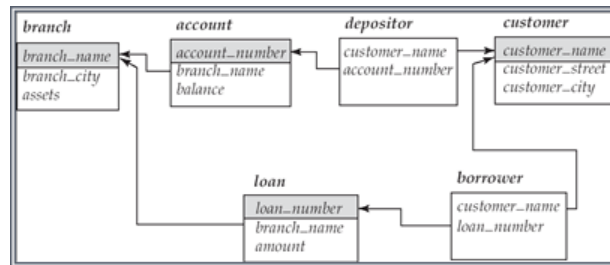 branch
branch_name
branch_city
assets
account
account_number
branch_name
balance
depositor
customer_name
account_number
customer
customer_name
customer_street
customer_city
loan
loan_number
branch_name
amount
borrower
customer_name
loan_number